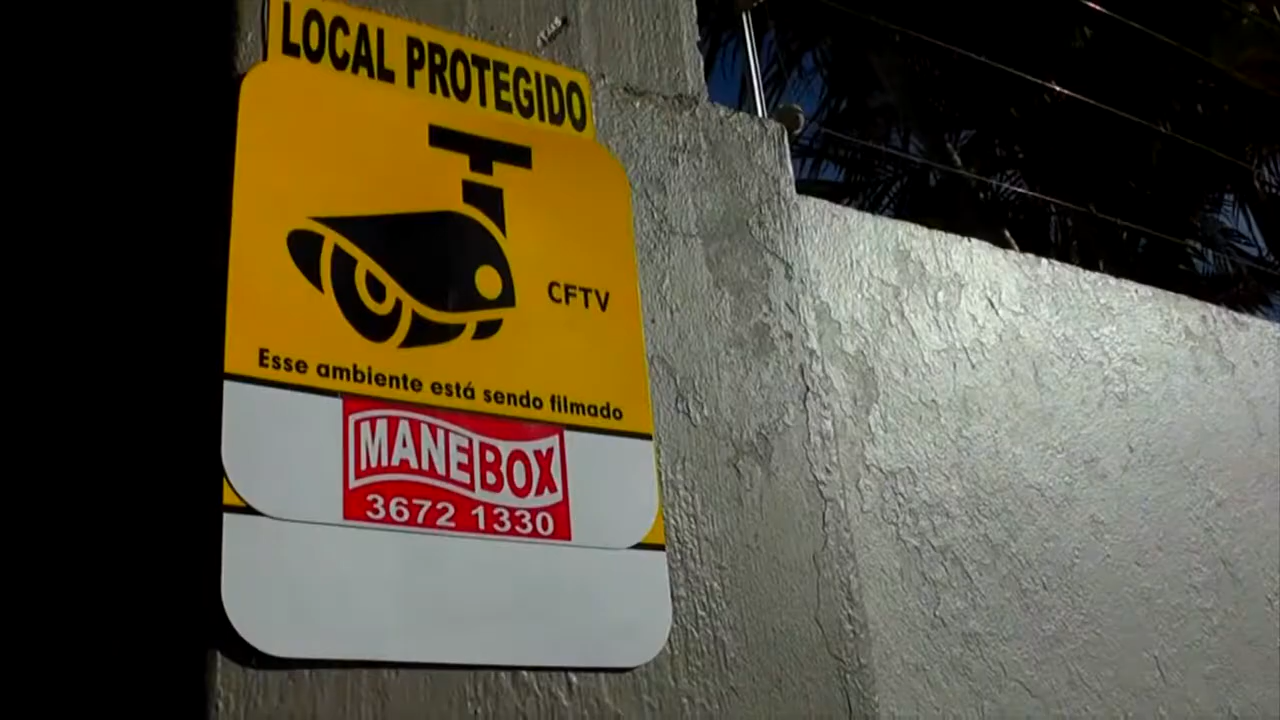 LOCAL PROTEGIDO
CFTV
Esse ambiente está sendo filmado
MANEBOX
3672 1330